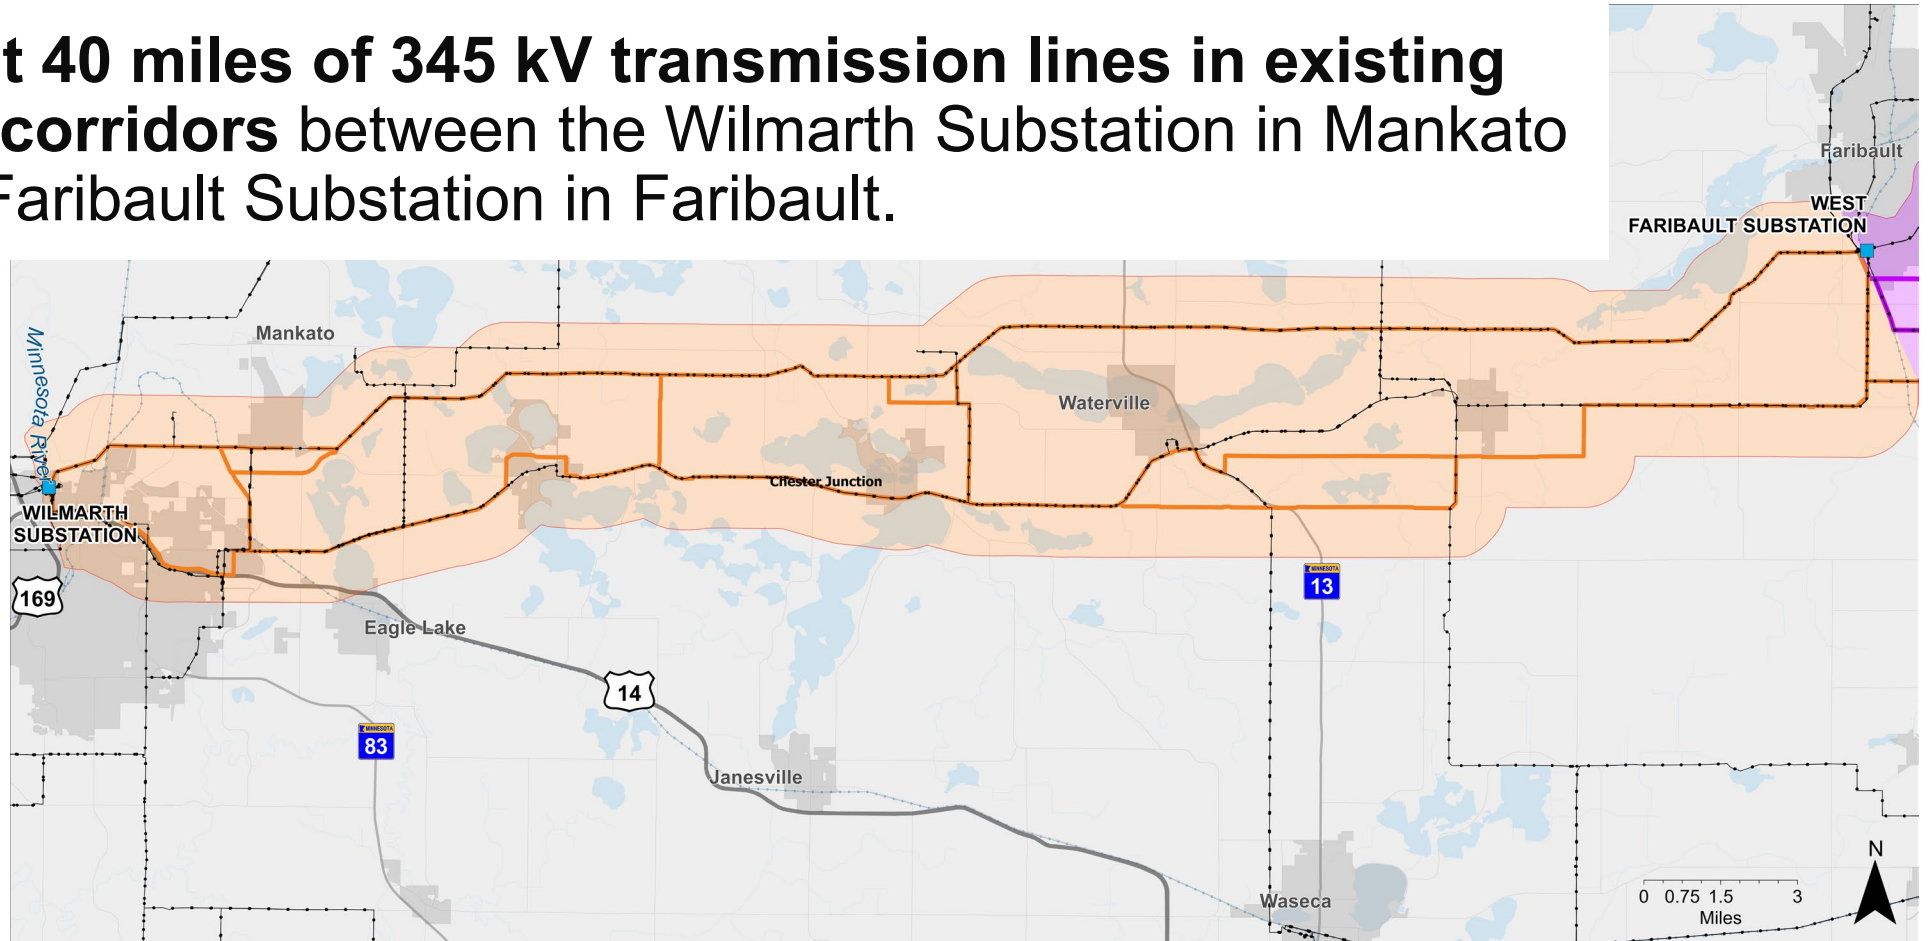 t 40 miles of 345 kV transmission lines in existing
corridors between the Wilmarth Substation in Mankato
Faribault Substation in Faribault.
Faribault
WEST
FARIBAULT SUBSTATION
Minnesota River
Mankato
Waterville
Chester Junction
WILMARTH
SUBSTATION
169
MINNESOTA
13
Eagle Lake
14
MINNESOTA
83
Janesville
Waseca
N
0 0.75 1.5 3
Miles